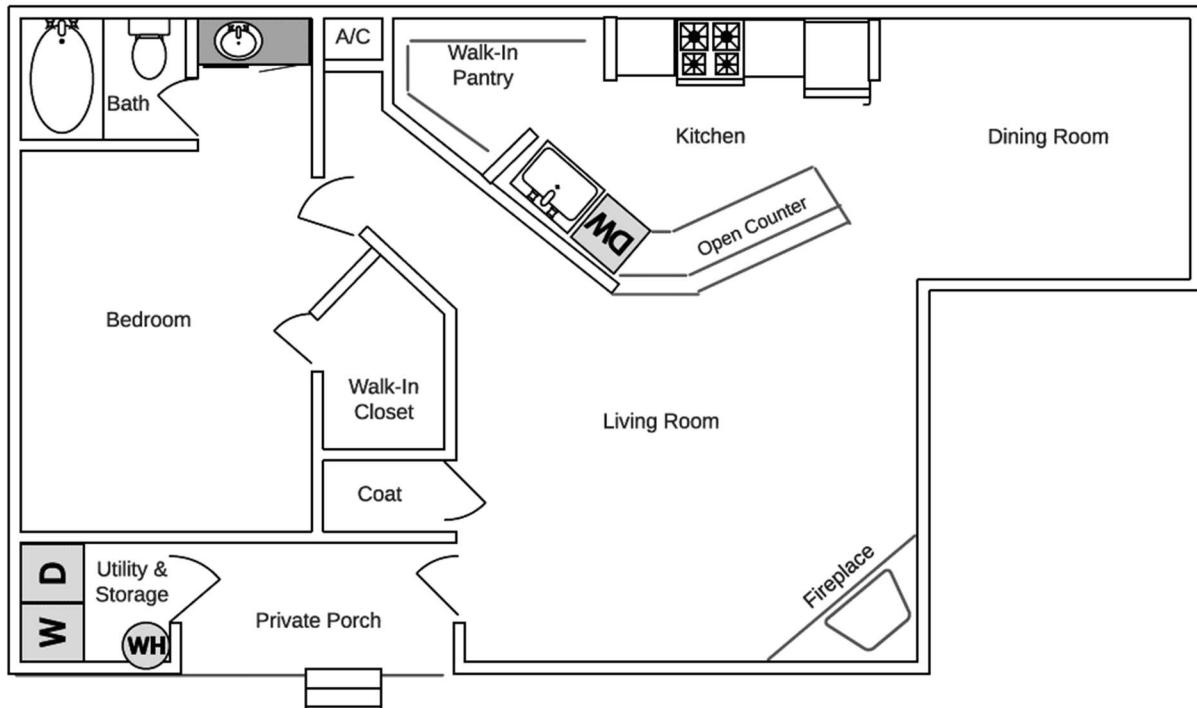 A/C
Walk-In
Pantry
Bath
Kitchen
Dining Room
Open Counter
DW
Bedroom
Walk-In
Closet
Living Room
Coat
Fireplace
D
Utility &
Storage
W
WH
Private Porch